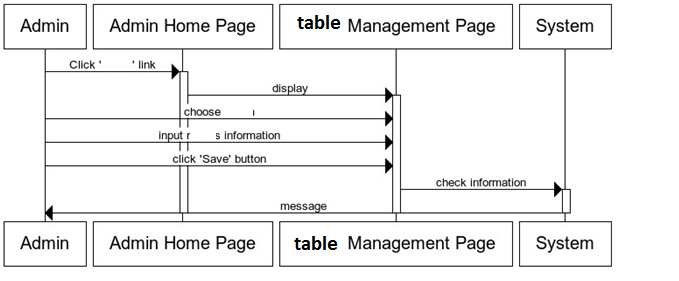 Admin
Admin Home Page
table Management Page
System
Click ' ' link
display
choose
input information
click 'Save' button
check information
message
Admin
Admin Home Page
table Management Page
System